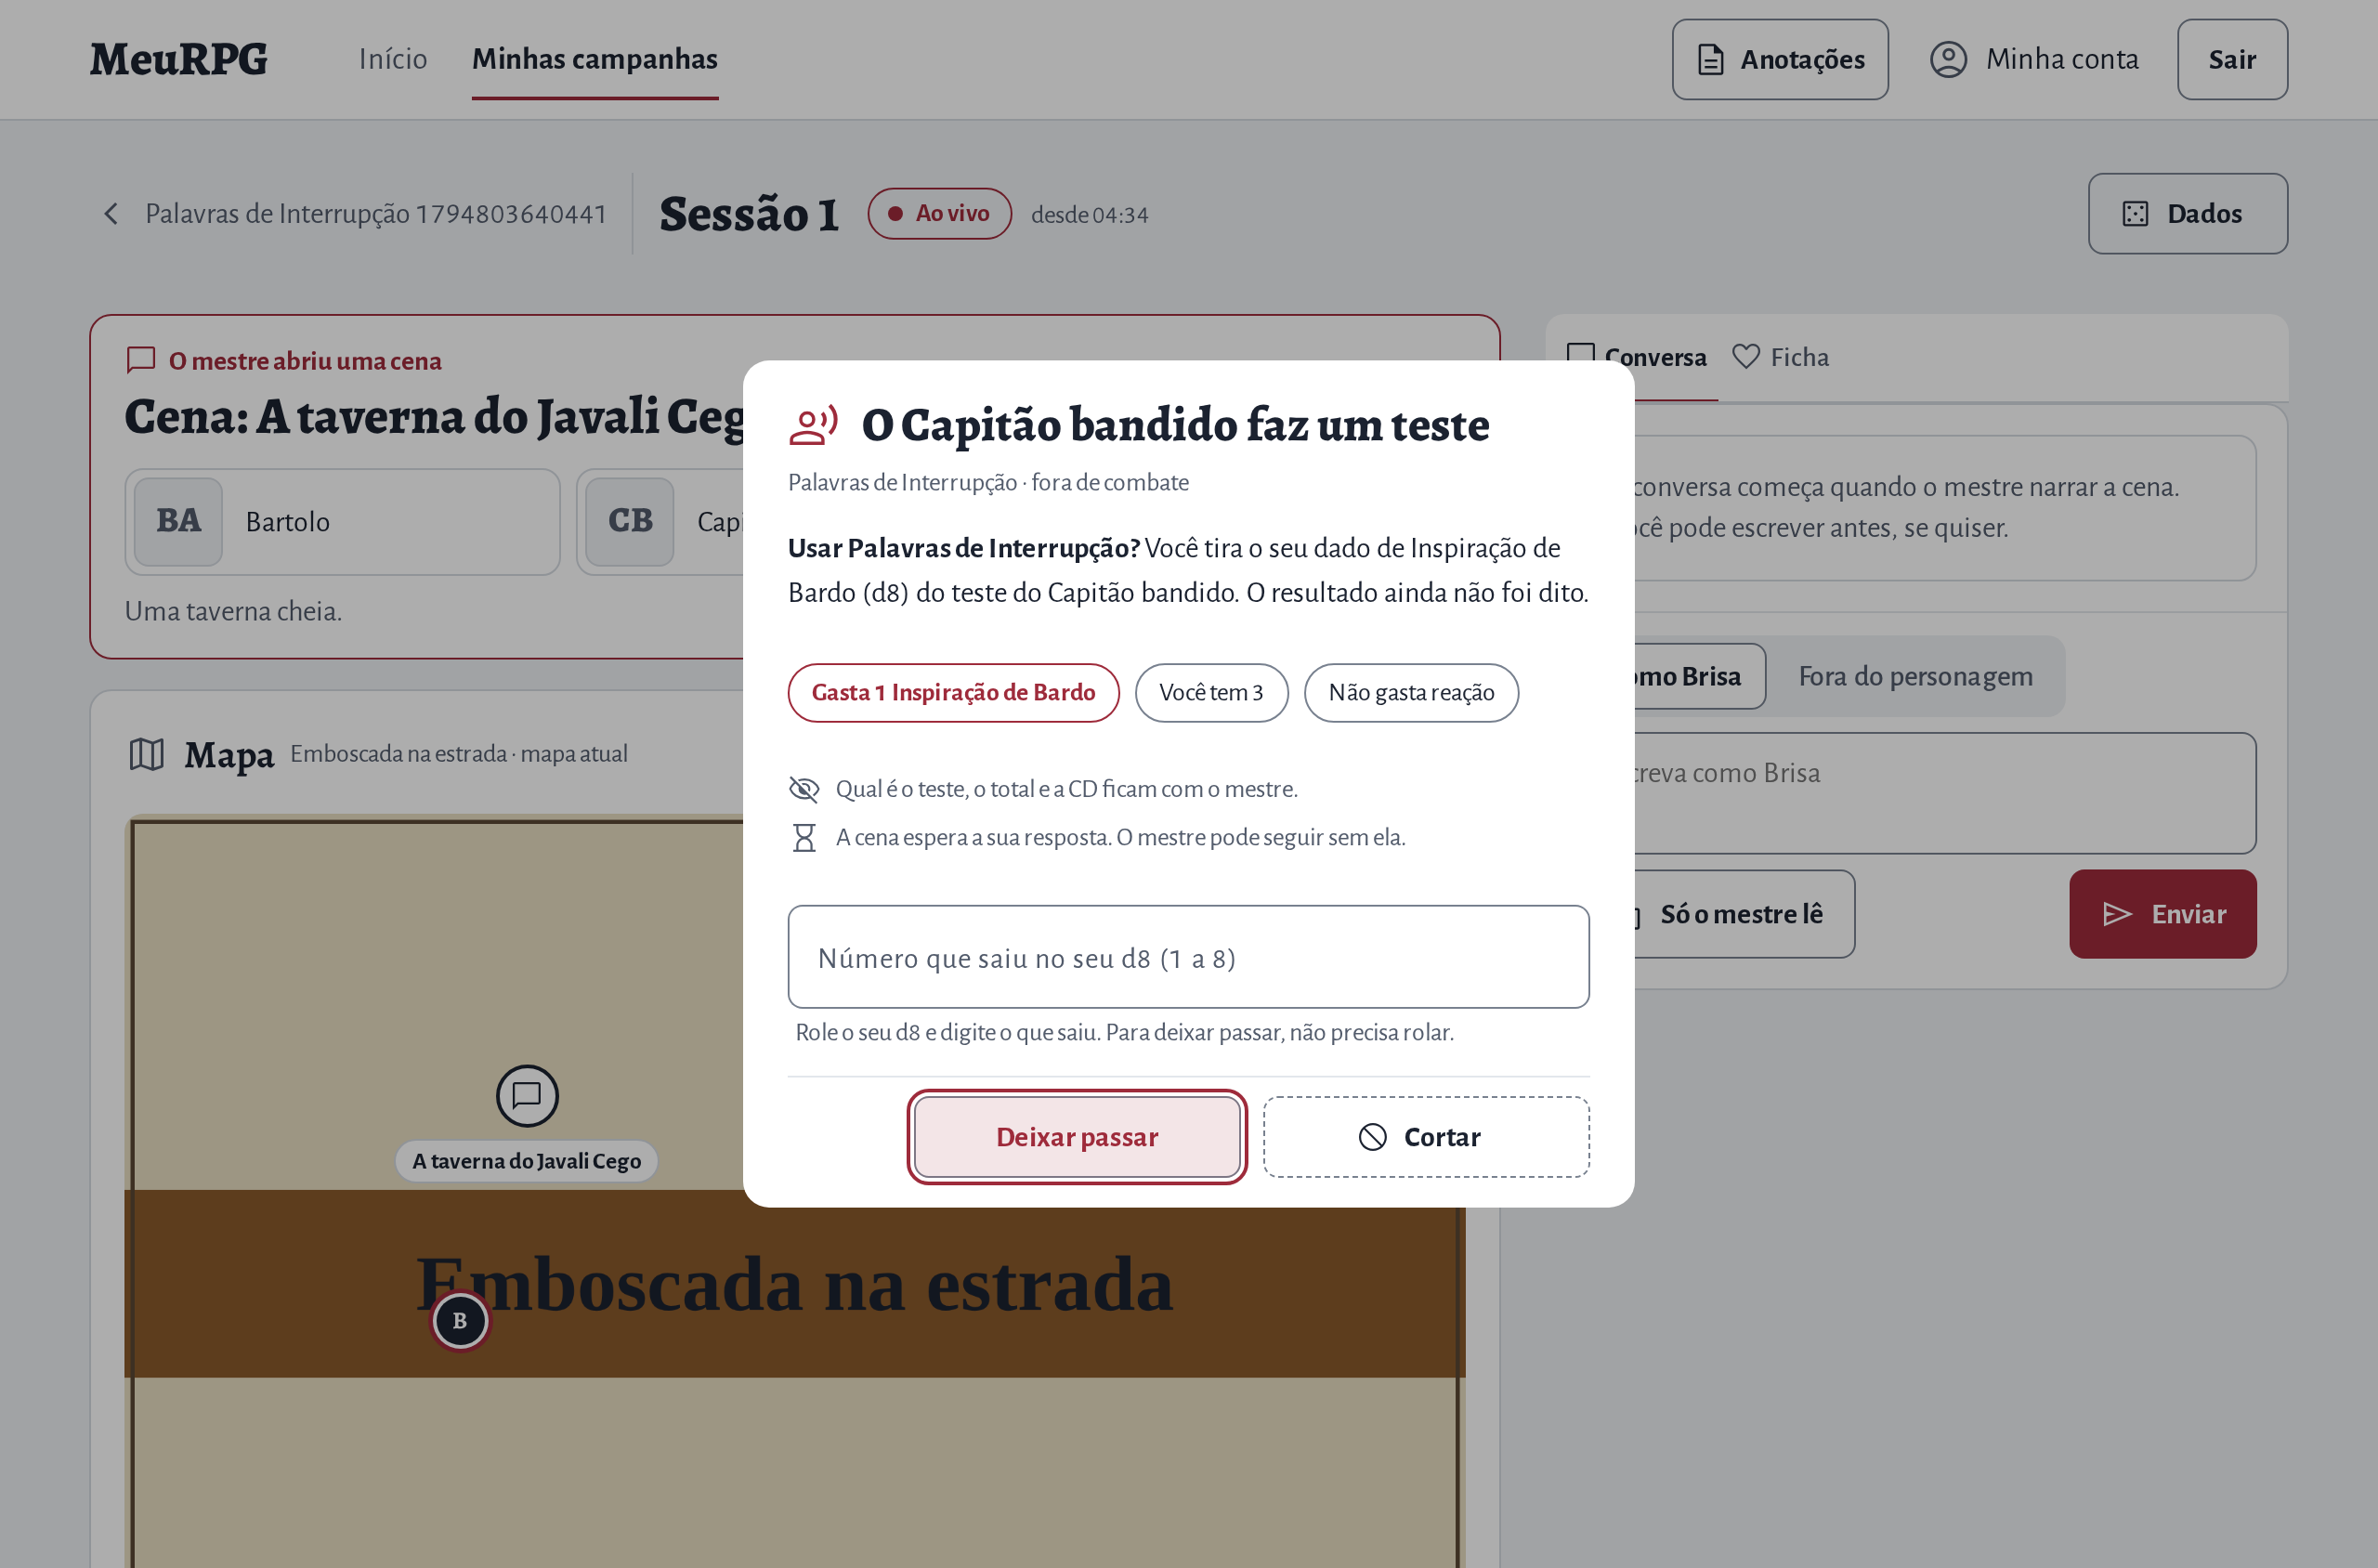 MeuRPG
Início
Minhas campanhas
Anotações
Minha conta
Sair
Palavras de Interrupção 1794803640441
Sessão 1
Ao vivo
desde 04:34
Dados
O mestre abriu uma cena
Cena: A taverna do Javali Ceg
BA
Bartolo
CB
Capi
Uma taverna cheia.
Mapa
Emboscada na estrada · mapa atual
A taverna do Javali Cego
Emboscada na estrada
B
O Capitão bandido faz um teste
Palavras de Interrupção · fora de combate
Usar Palavras de Interrupção? Você tira o seu dado de Inspiração de
Bardo (d8) do teste do Capitão bandido. O resultado ainda não foi dito.
Gasta 1 Inspiração de Bardo
Você tem 3
Não gasta reação
Qual é o teste, o total e a CD ficam com o mestre.
A cena espera a sua resposta. O mestre pode seguir sem ela.
Número que saiu no seu d8 (1 a 8)
Role o seu d8 e digite o que saiu. Para deixar passar, não precisa rolar.
Deixar passar
Cortar
Conversa
Ficha
conversa começa quando o mestre narrar a cena.
ocê pode escrever antes, se quiser.
omo Brisa
Fora do personagem
creva como Brisa
Só o mestre lê
Enviar